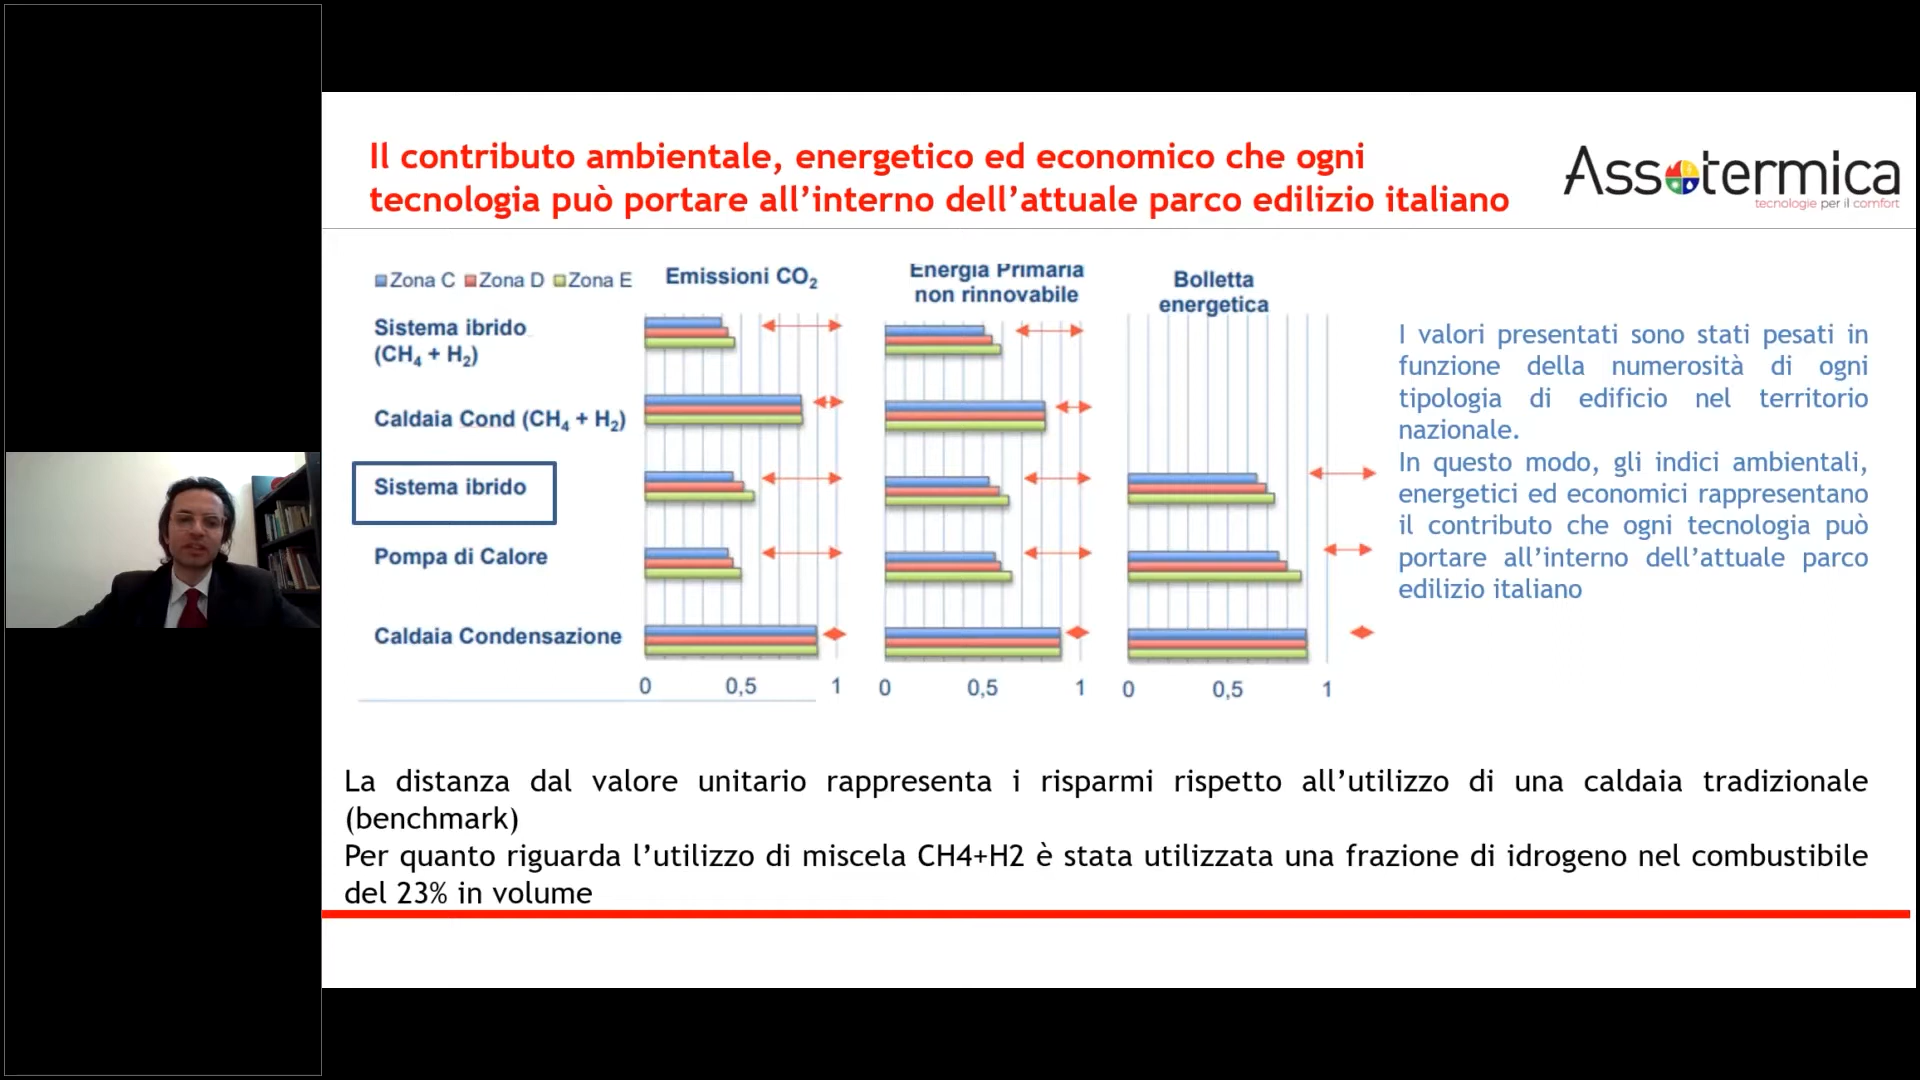 Il contributo ambientale, energetico ed economico che ogni
tecnologia può portare all’interno dell’attuale parco edilizio italiano
Assotermica
tecnologie per il comfort
Zona C Zona D Zona E
Emissioni CO₂
Energia Primaria
non rinnovabile
Bolletta
energetica
Sistema ibrido
(CH₄ + H₂)
Caldaia Cond (CH₄ + H₂)
Sistema ibrido
Pompa di Calore
Caldaia Condensazione
0 0,5 1
0 0,5 1
0 0,5 1
I valori presentati sono stati pesati in
funzione della numerosità di ogni
tipologia di edificio nel territorio
nazionale.
In questo modo, gli indici ambientali,
energetici ed economici rappresentano
il contributo che ogni tecnologia può
portare all’interno dell’attuale parco
edilizio italiano
La distanza dal valore unitario rappresenta i risparmi rispetto all’utilizzo di una caldaia tradizionale
(benchmark)
Per quanto riguarda l’utilizzo di miscela CH4+H2 è stata utilizzata una frazione di idrogeno nel combustibile
del 23% in volume